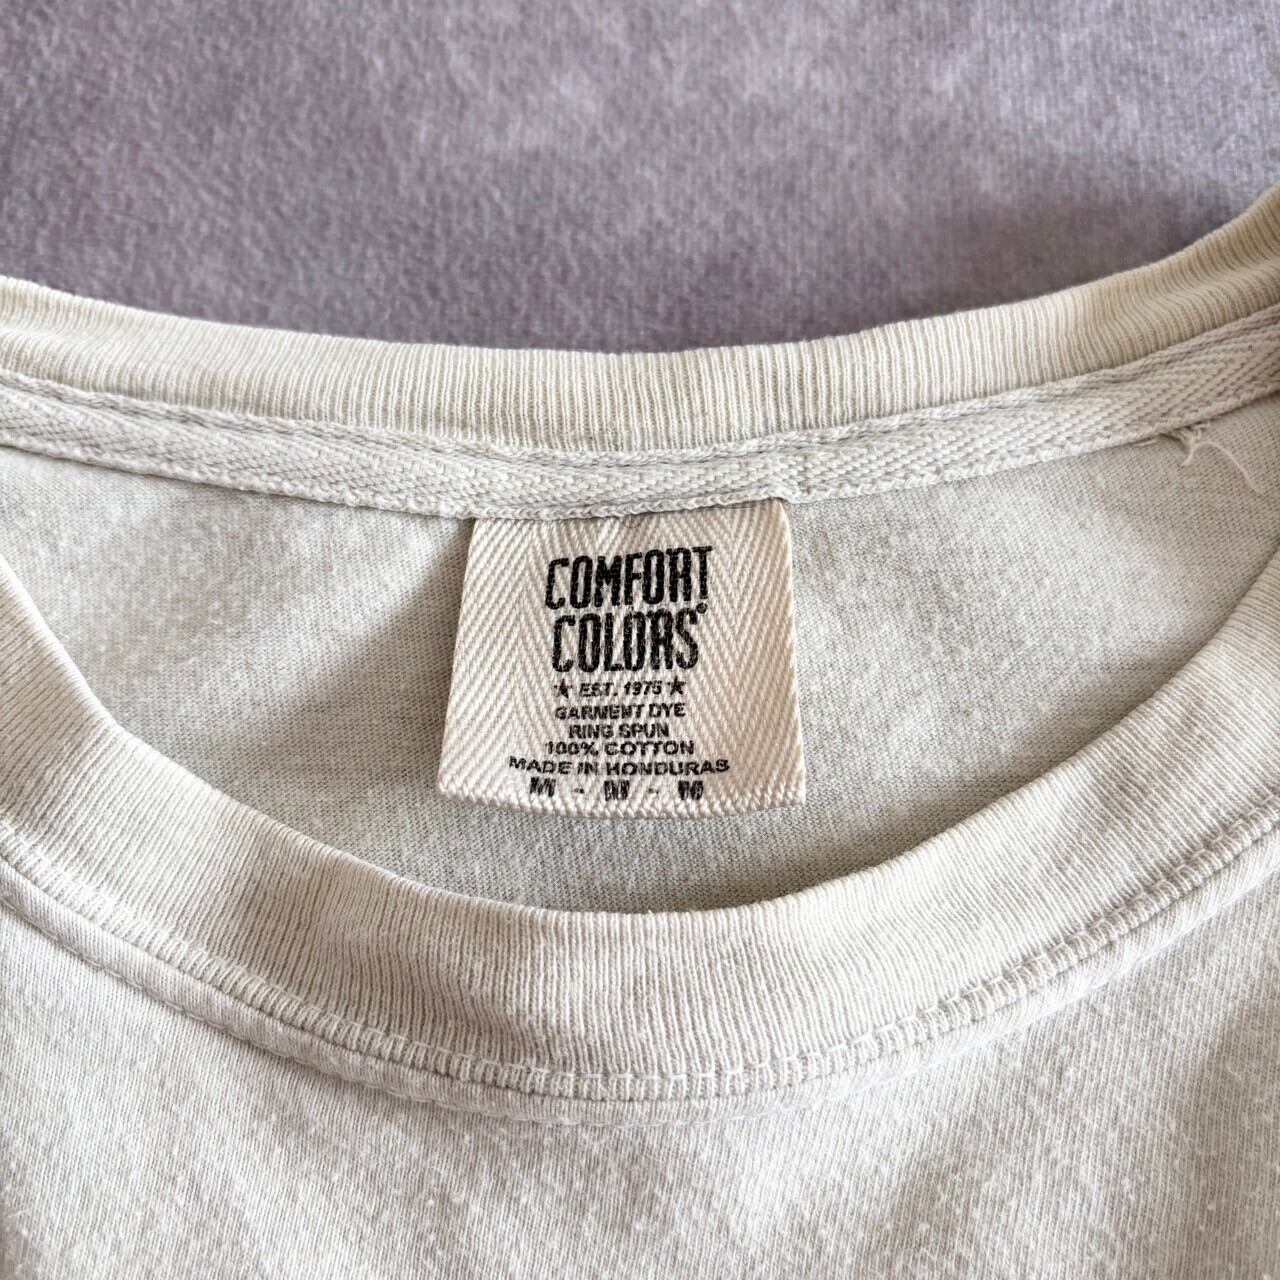 COMFORT
COLORS®
★ EST. 1975 ★
GARMENT DYE
RING SPUN
100% COTTON
MADE IN HONDURAS
M - M - M